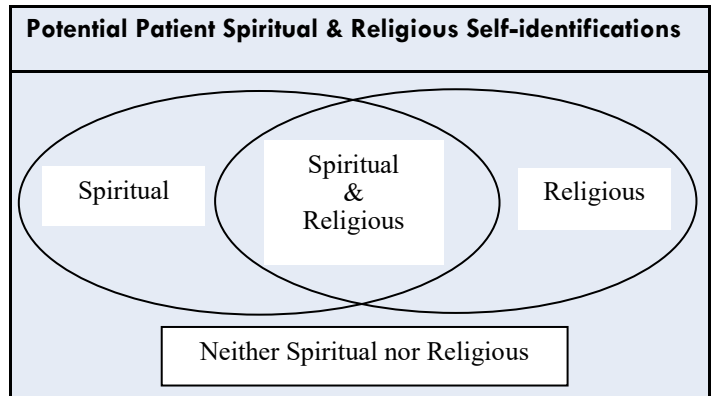 Potential Patient Spiritual & Religious Self-identifications
Spiritual
Spiritual
&
Religious
Religious
Neither Spiritual nor Religious